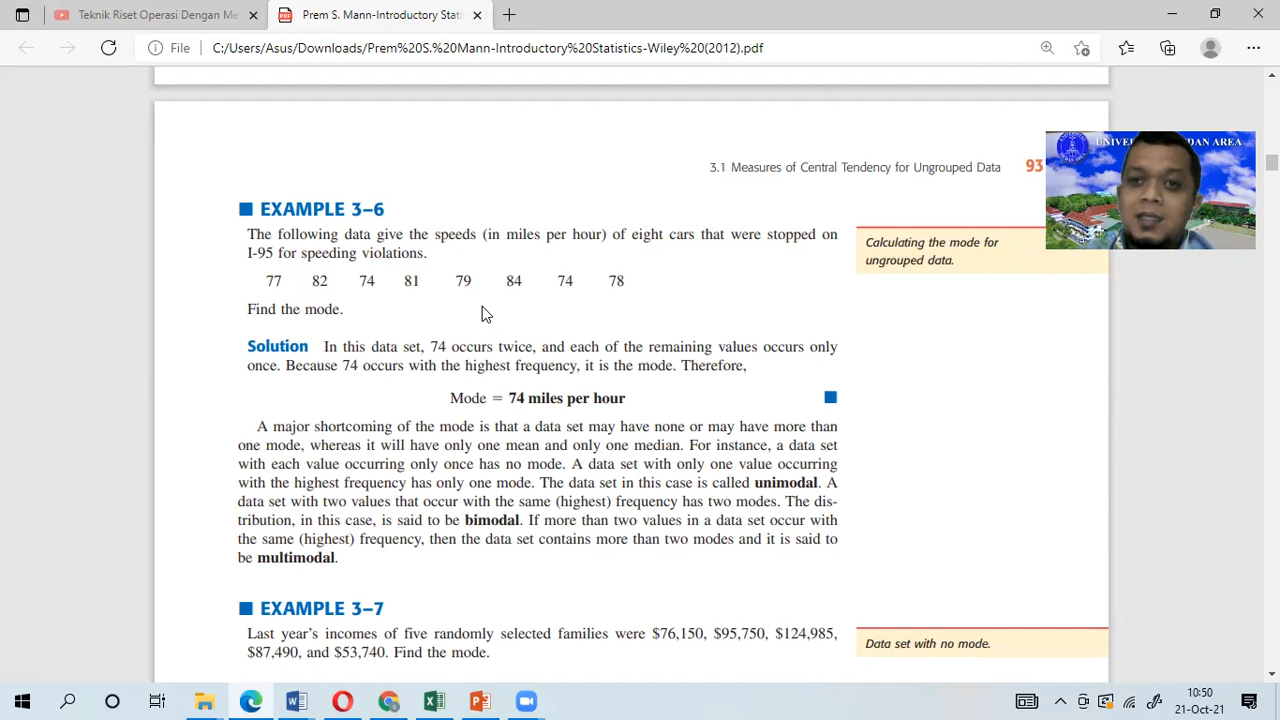 Teknik Riset Operasi Dengan Me
Prem S. Mann-Introductory Stati
File
C:/Users/Asus/Downloads/Prem%20S.%20Mann-Introductory%20Statistics-Wiley%20(2012).pdf
3.1 Measures of Central Tendency for Ungrouped Data 93
EXAMPLE 3–6
The following data give the speeds (in miles per hour) of eight cars that were stopped on
I-95 for speeding violations.
77 82 74 81 79 84 74 78
Find the mode.
Calculating the mode for
ungrouped data.
Solution In this data set, 74 occurs twice, and each of the remaining values occurs only
once. Because 74 occurs with the highest frequency, it is the mode. Therefore,
Mode = 74 miles per hour
A major shortcoming of the mode is that a data set may have none or may have more than
one mode, whereas it will have only one mean and only one median. For instance, a data set
with each value occurring only once has no mode. A data set with only one value occurring
with the highest frequency has only one mode. The data set in this case is called unimodal. A
data set with two values that occur with the same (highest) frequency has two modes. The dis-
tribution, in this case, is said to be bimodal. If more than two values in a data set occur with
the same (highest) frequency, then the data set contains more than two modes and it is said to
be multimodal.
EXAMPLE 3–7
Last year's incomes of five randomly selected families were $76,150, $95,750, $124,985,
$87,490, and $53,740. Find the mode.
Data set with no mode.
10:50
21-Oct-21